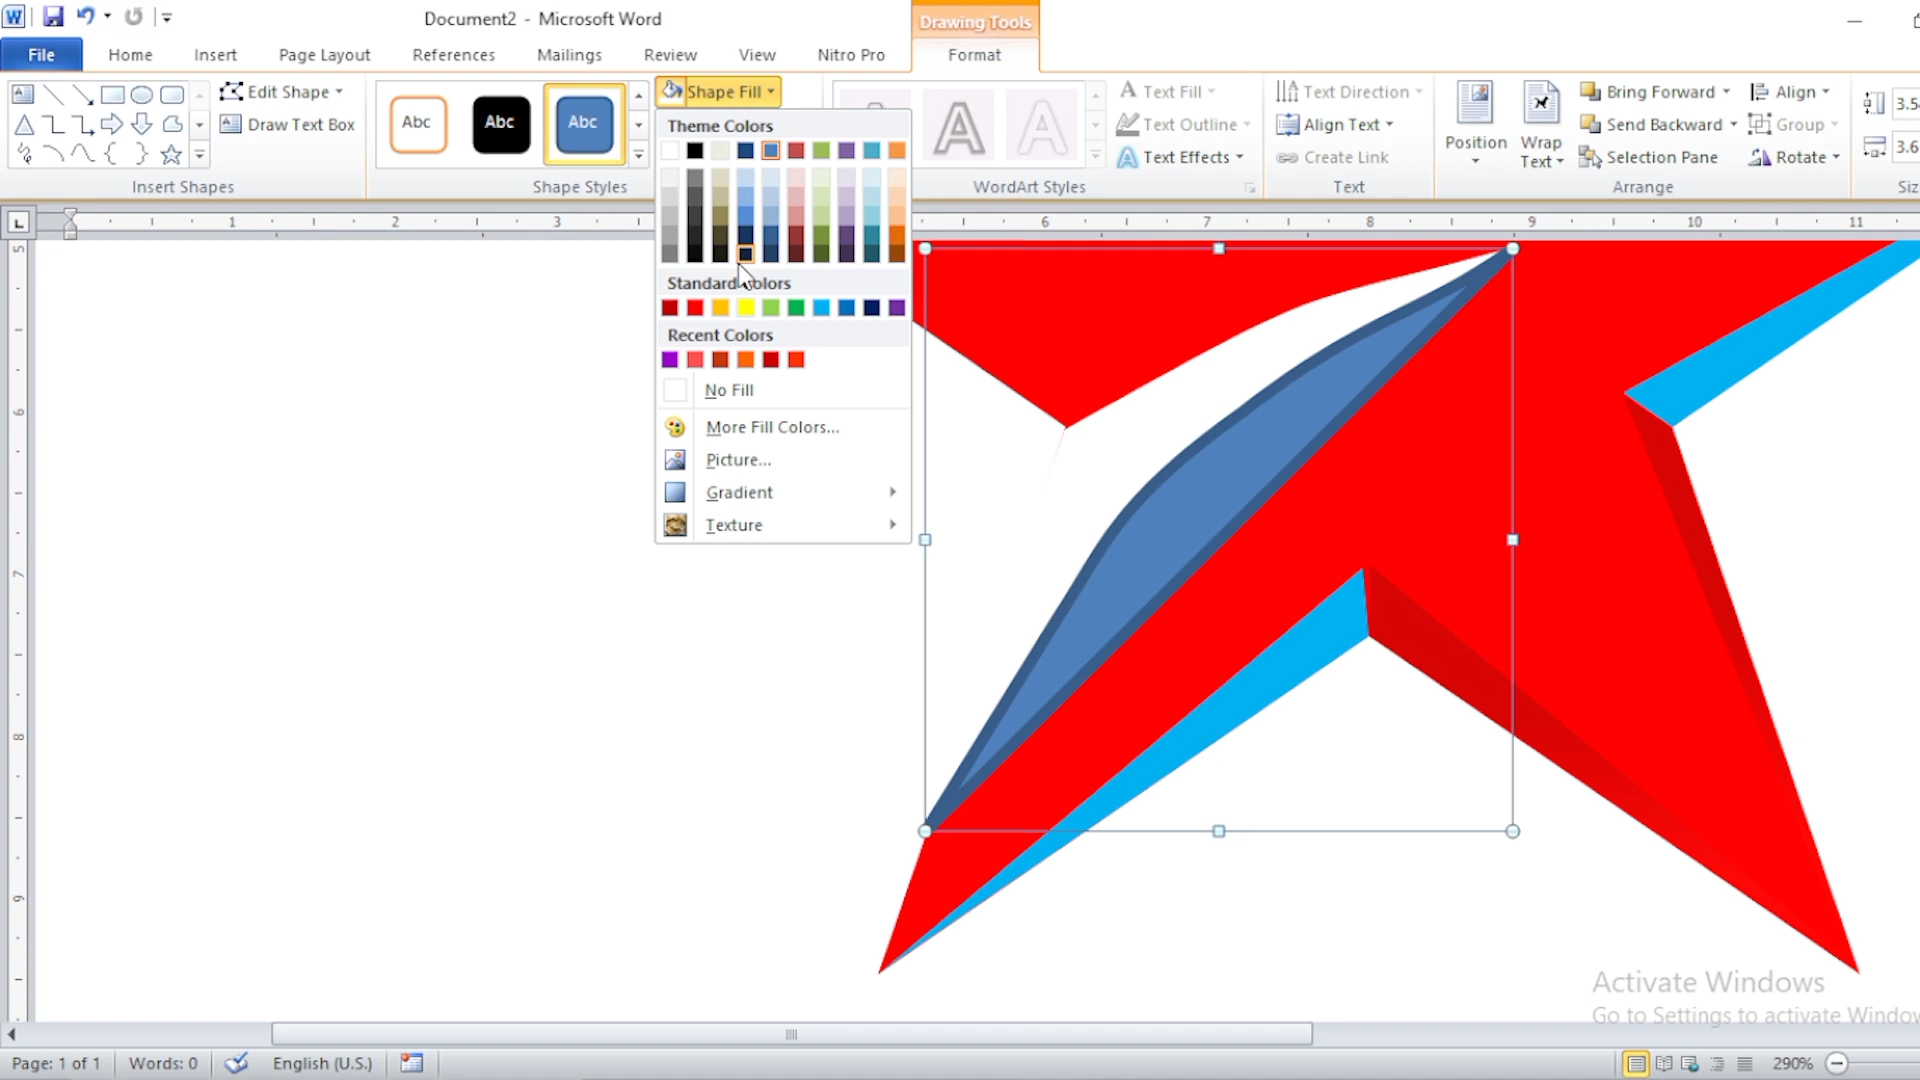 Document2 - Microsoft Word
Drawing Tools
File
Home
Insert
Page Layout
References
Mailings
Review
View
Nitro Pro
Format
Edit Shape
Draw Text Box
Insert Shapes
Abc
Abc
Abc
Shape Styles
Shape Fill
WordArt Styles
Text Fill
Text Outline
Text Effects
Text Direction
Align Text
Create Link
Text
Position
Wrap
Text
Bring Forward
Send Backward
Selection Pane
Align
Group
Rotate
Arrange
Theme Colors
Standard Colors
Recent Colors
No Fill
More Fill Colors...
Picture...
Gradient
Texture
1 2 3 6 7 8 9 10 11
5
6
7
8
9
Activate Windows
Go to Settings to activate
Page: 1 of 1
Words: 0
English (U.S.)
290%